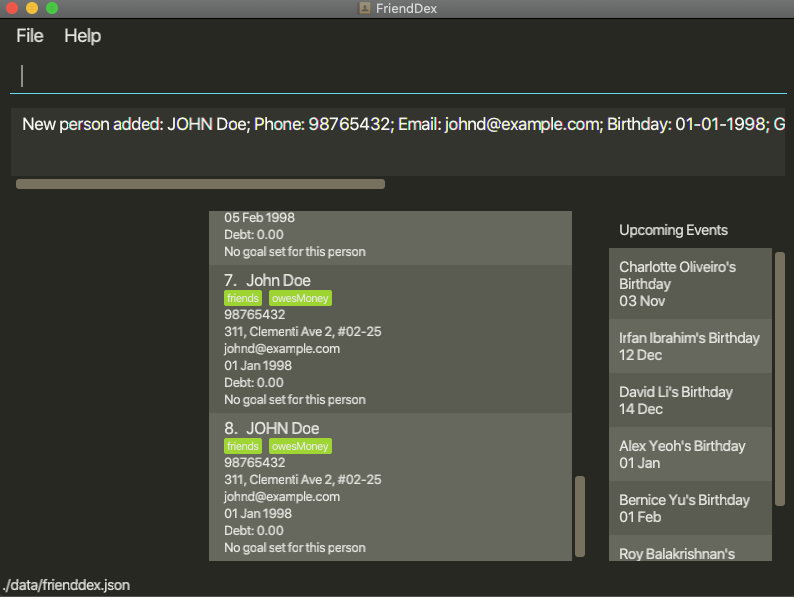 FriendDex
File Help
New person added: JOHN Doe; Phone: 98765432; Email: johnd@example.com; Birthday: 01-01-1998; G
05 Feb 1998
Debt: 0.00
No goal set for this person
7. John Doe
friends owesMoney
98765432
311, Clementi Ave 2, #02-25
johnd@example.com
01 Jan 1998
Debt: 0.00
No goal set for this person
8. JOHN Doe
friends owesMoney
98765432
311, Clementi Ave 2, #02-25
johnd@example.com
01 Jan 1998
Debt: 0.00
No goal set for this person
Upcoming Events
Charlotte Oliveiro's
Birthday
03 Nov
Irfan Ibrahim's Birthday
12 Dec
David Li's Birthday
14 Dec
Alex Yeoh's Birthday
01 Jan
Bernice Yu's Birthday
01 Feb
Roy Balakrishnan's
./data/frienddex.json